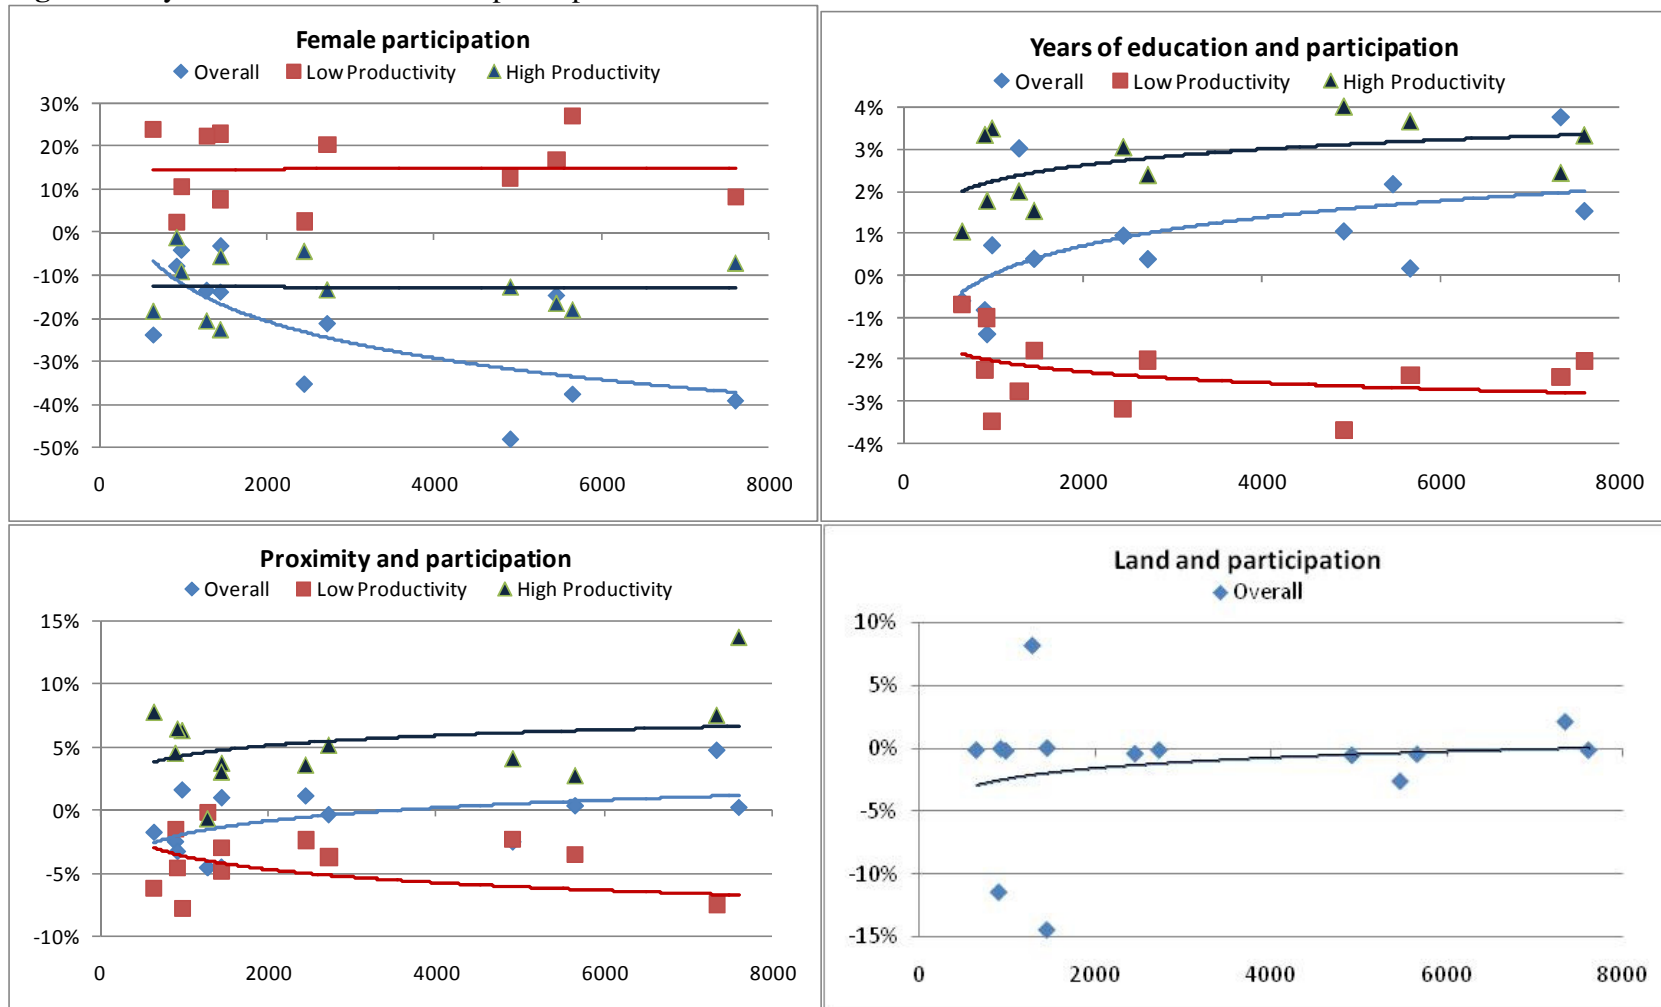 Female participation
Overall Low Productivity High Productivity
30%
20%
10%
0%
-10%
-20%
-30%
-40%
-50%
0 2000 4000 6000 8000
Years of education and participation
Overall Low Productivity High Productivity
4%
3%
2%
1%
0%
-1%
-2%
-3%
-4%
0 2000 4000 6000 8000
Proximity and participation
Overall Low Productivity High Productivity
15%
10%
5%
0%
-5%
-10%
0 2000 4000 6000 8000
Land and participation
Overall
10%
5%
0%
-5%
-10%
-15%
0 2000 4000 6000 8000